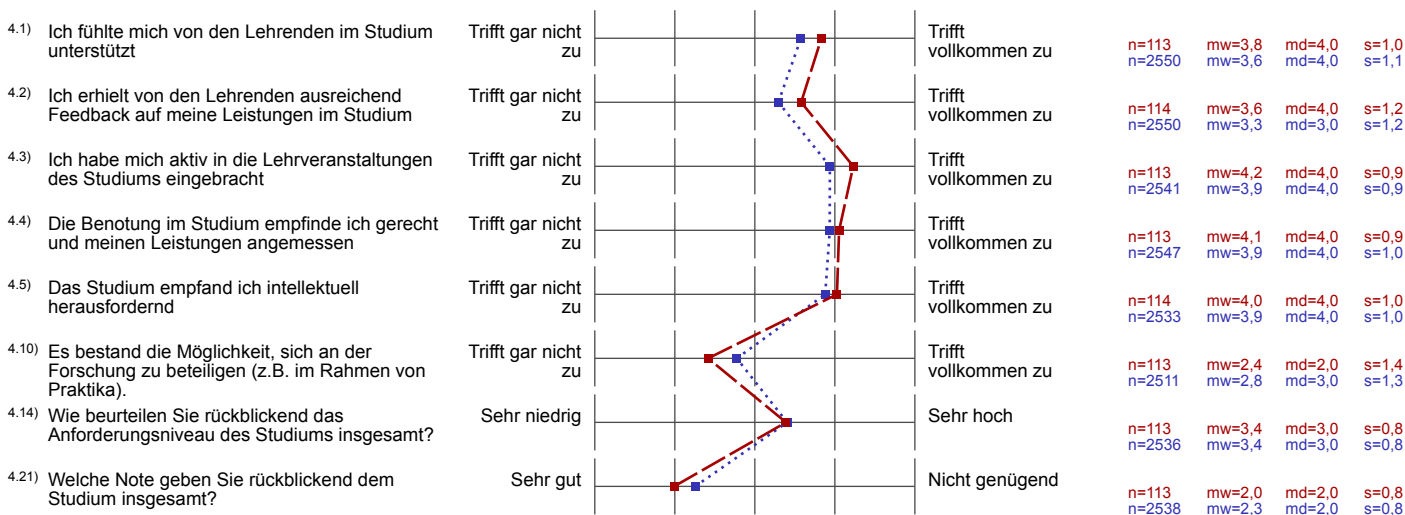 4.1) Ich fühlte mich von den Lehrenden im Studium
unterstützt
Trifft gar nicht
zu
Trifft
vollkommen zu
n=113 mw=3,8 md=4,0 s=1,0
n=2550 mw=3,6 md=4,0 s=1,1
4.2) Ich erhielt von den Lehrenden ausreichend
Feedback auf meine Leistungen im Studium
Trifft gar nicht
zu
Trifft
vollkommen zu
n=114 mw=3,6 md=4,0 s=1,2
n=2550 mw=3,3 md=3,0 s=1,2
4.3) Ich habe mich aktiv in die Lehrveranstaltungen
des Studiums eingebracht
Trifft gar nicht
zu
Trifft
vollkommen zu
n=113 mw=4,2 md=4,0 s=0,9
n=2541 mw=3,9 md=4,0 s=0,9
4.4) Die Benotung im Studium empfinde ich gerecht
und meinen Leistungen angemessen
Trifft gar nicht
zu
Trifft
vollkommen zu
n=113 mw=4,1 md=4,0 s=0,9
n=2547 mw=3,9 md=4,0 s=1,0
4.5) Das Studium empfand ich intellektuell
herausfordernd
Trifft gar nicht
zu
Trifft
vollkommen zu
n=114 mw=4,0 md=4,0 s=1,0
n=2533 mw=3,9 md=4,0 s=1,0
4.10) Es bestand die Möglichkeit, sich an der
Forschung zu beteiligen (z.B. im Rahmen von
Praktika).
Trifft gar nicht
zu
Trifft
vollkommen zu
n=113 mw=2,4 md=2,0 s=1,4
n=2511 mw=2,8 md=3,0 s=1,3
4.14) Wie beurteilen Sie rückblickend das
Anforderungsniveau des Studiums insgesamt?
Sehr niedrig
Sehr hoch
n=113 mw=3,4 md=3,0 s=0,8
n=2536 mw=3,4 md=3,0 s=0,8
4.21) Welche Note geben Sie rückblickend dem
Studium insgesamt?
Sehr gut
Nicht genügend
n=113 mw=2,0 md=2,0 s=0,8
n=2538 mw=2,3 md=2,0 s=0,8